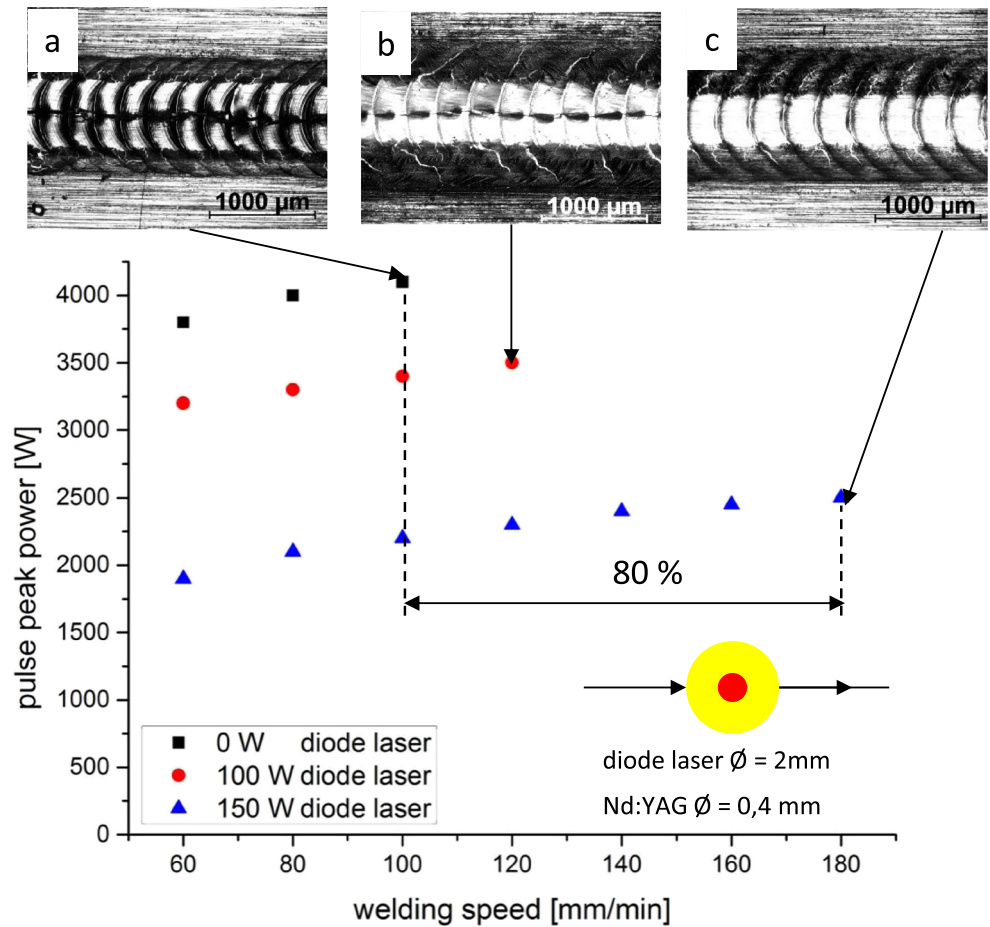 a
b
c
1000 µm
1000 µm
1000 µm
4000
3500
3000
2500
2000
1500
1000
500
0
pulse peak power [W]
80 %
0 W diode laser
100 W diode laser
150 W diode laser
diode laser Ø = 2mm
Nd:YAG Ø = 0,4 mm
60 80 100 120 140 160 180
welding speed [mm/min]